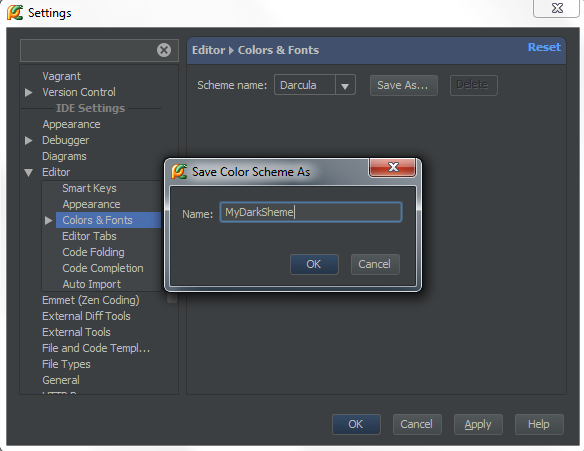 Settings
Editor Colors & Fonts
Reset
Scheme name: Darcula Save As... Delete
Vagrant
Version Control
IDE Settings
Appearance
Debugger
Diagrams
Editor
Smart Keys
Appearance
Colors & Fonts
Editor Tabs
Code Folding
Code Completion
Auto Import
Emmet (Zen Coding)
External Diff Tools
External Tools
File and Code Templ...
File Types
General
Save Color Scheme As
Name: MyDarkSheme
OK Cancel
OK Cancel Apply Help